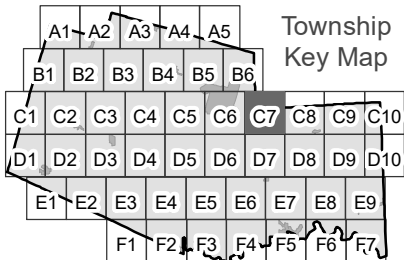 Township
Key Map
A1 A2 A3 A4 A5
B1 B2 B3 B4 B5 B6
C1 C2 C3 C4 C5 C6 C7 C8 C9 C10
D1 D2 D3 D4 D5 D6 D7 D8 D9 D10
E1 E2 E3 E4 E5 E6 E7 E8 E9
F1 F2 F3 F4 F5 F6 F7